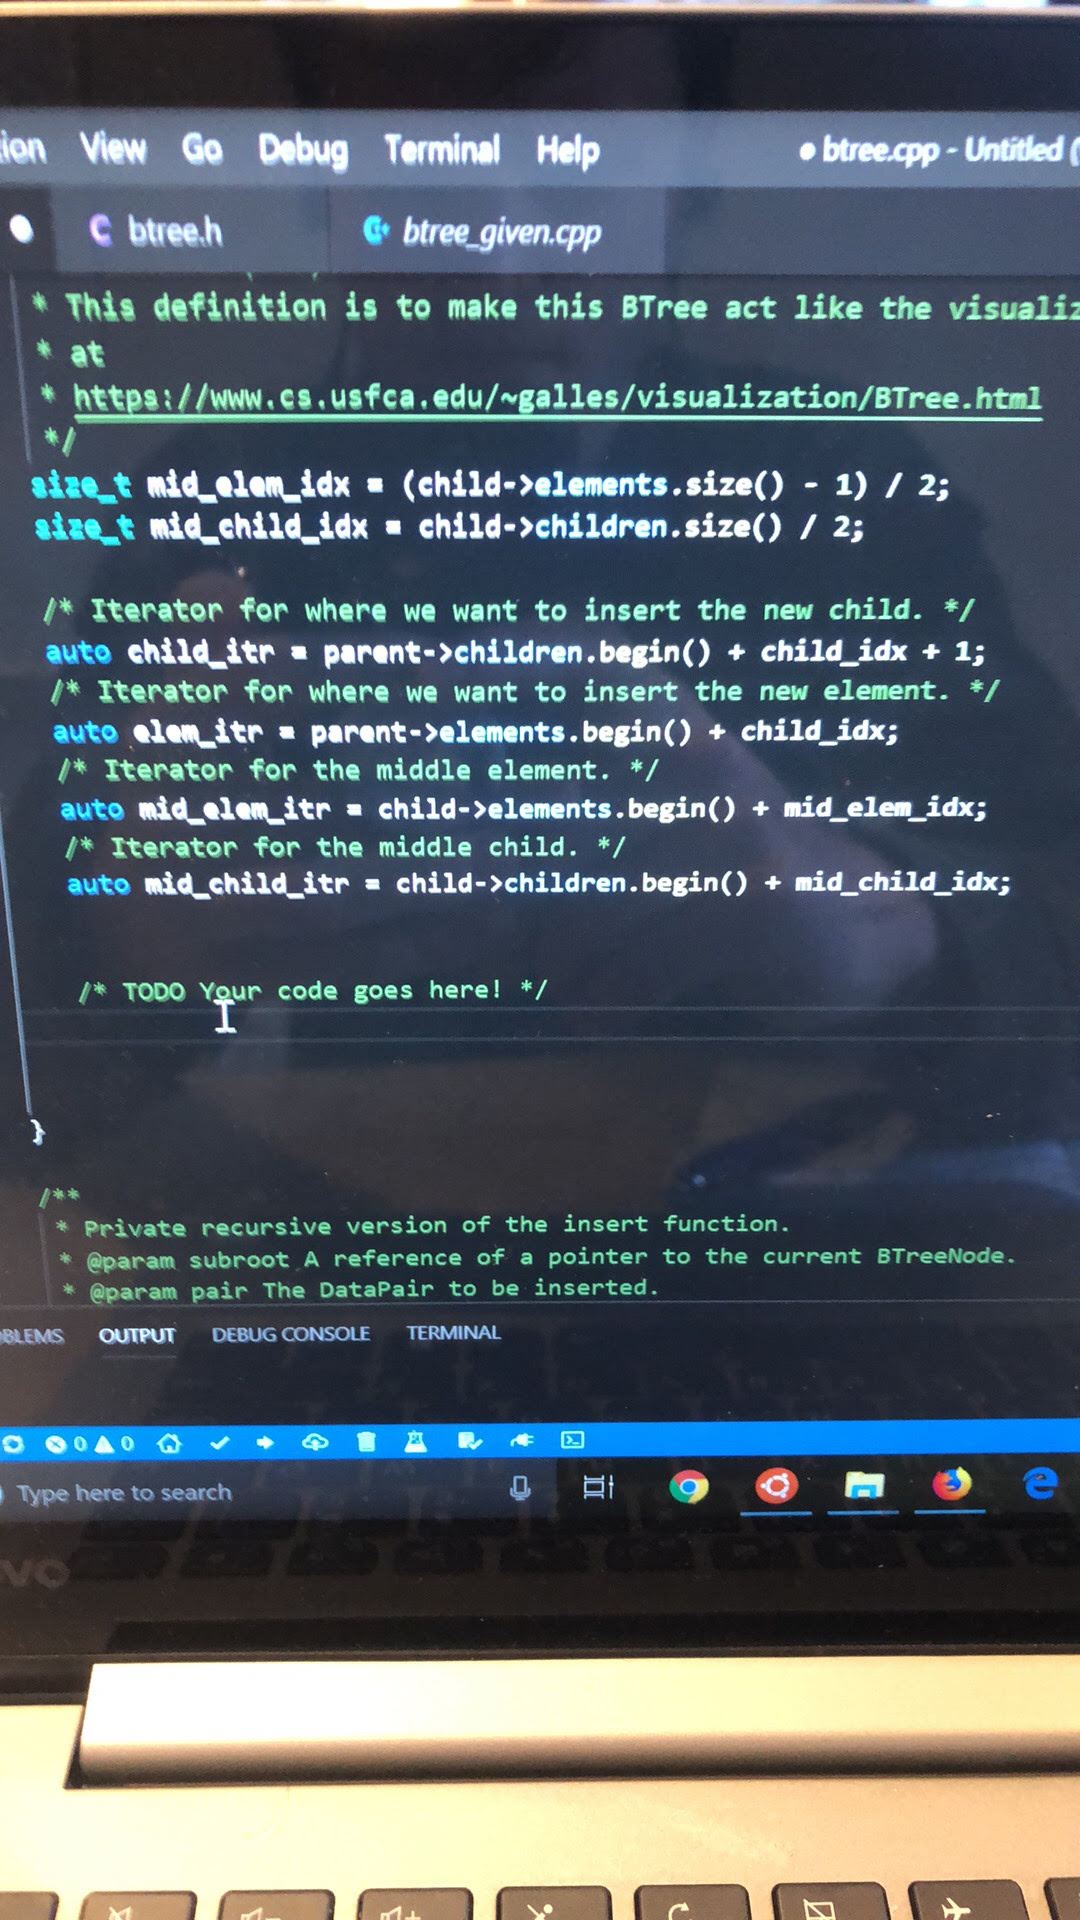 View Go Debug Terminal Help ● btree.cpp - Untitled (
btree.h btree_given.cpp
* This definition is to make this BTree act like the
* at
* https://www.cs.usfca.edu/~galles/visualization/BTree.html
*/
size_t mid_elem_idx = (child->elements.size() - 1) / 2;
size_t mid_child_idx = child->children.size() / 2;
/* Iterator for where we want to insert the new child. */
auto child_itr = parent->children.begin() + child_idx + 1;
/* Iterator for where we want to insert the new element. */
auto elem_itr = parent->elements.begin() + child_idx;
/* Iterator for the middle element. */
auto mid_elem_itr = child->elements.begin() + mid_elem_idx;
/* Iterator for the middle child. */
auto mid_child_itr = child->children.begin() + mid_child_idx;
/* TODO Your code goes here! */
}
/**
* Private recursive version of the insert function.
* @param subroot A reference of a pointer to the current BTreeNode.
* @param pair The DataPair to be inserted.
OUTPUT DEBUG CONSOLE TERMINAL
0 0
Type here to search